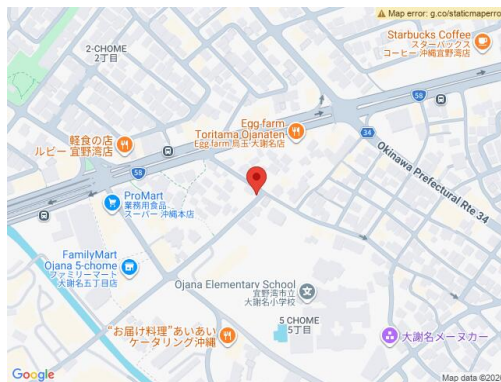 Map error: g.co/staticmaperro
Starbucks Coffee
スターバックス
コーヒー 沖縄宜野湾店
2-CHOME
2丁目
58
Egg farm
Toritama Ojanaten
Egg farm 鳥玉 大謝名店
34
軽食の店
ルビー 宜野湾店
58
Okinawa Prefectural Rte 34
ProMart
業務用食品
スーパー 沖縄本店
58
FamilyMart
Ojana 5-chome
ファミリーマート
大謝名五丁目店
Ojana Elementary School
宜野湾市立
大謝名小学校
5 CHOME
5丁目
“お届け料理”あいあい
ケータリング沖縄
大謝名メーヌカー
Google
Map data ©202